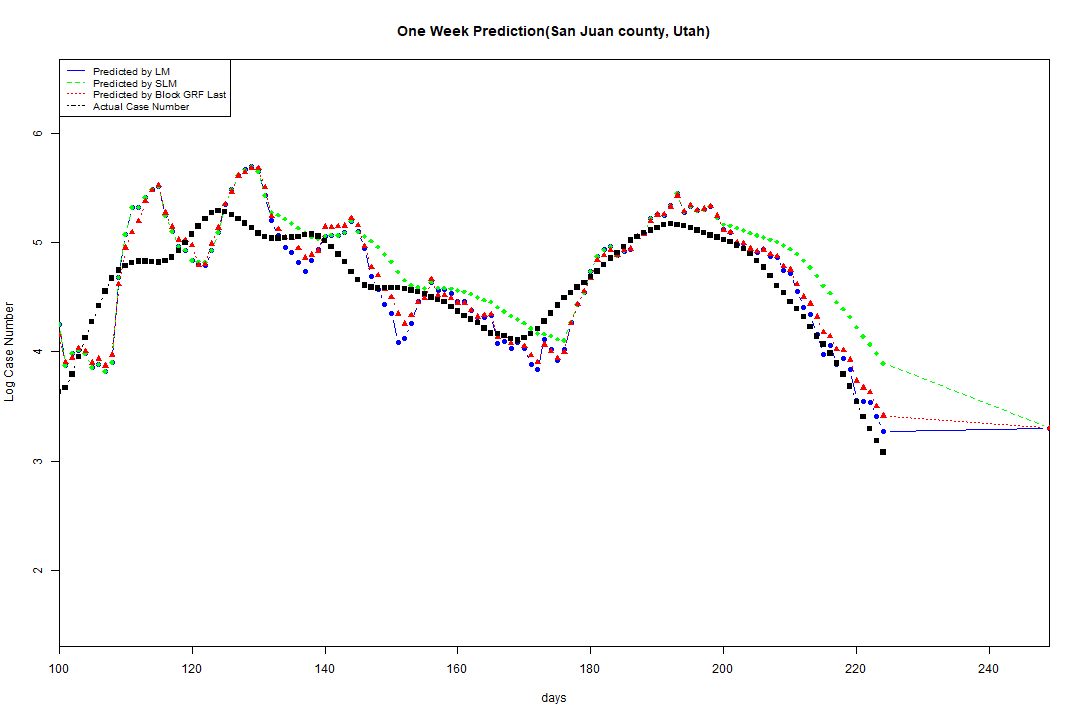 One Week Prediction(San Juan county, Utah)
Predicted by LM
Predicted by SLM
Predicted by Block GRF Last
Actual Case Number
6
5
4
3
2
Log Case Number
100 120 140 160 180 200 220 240
days